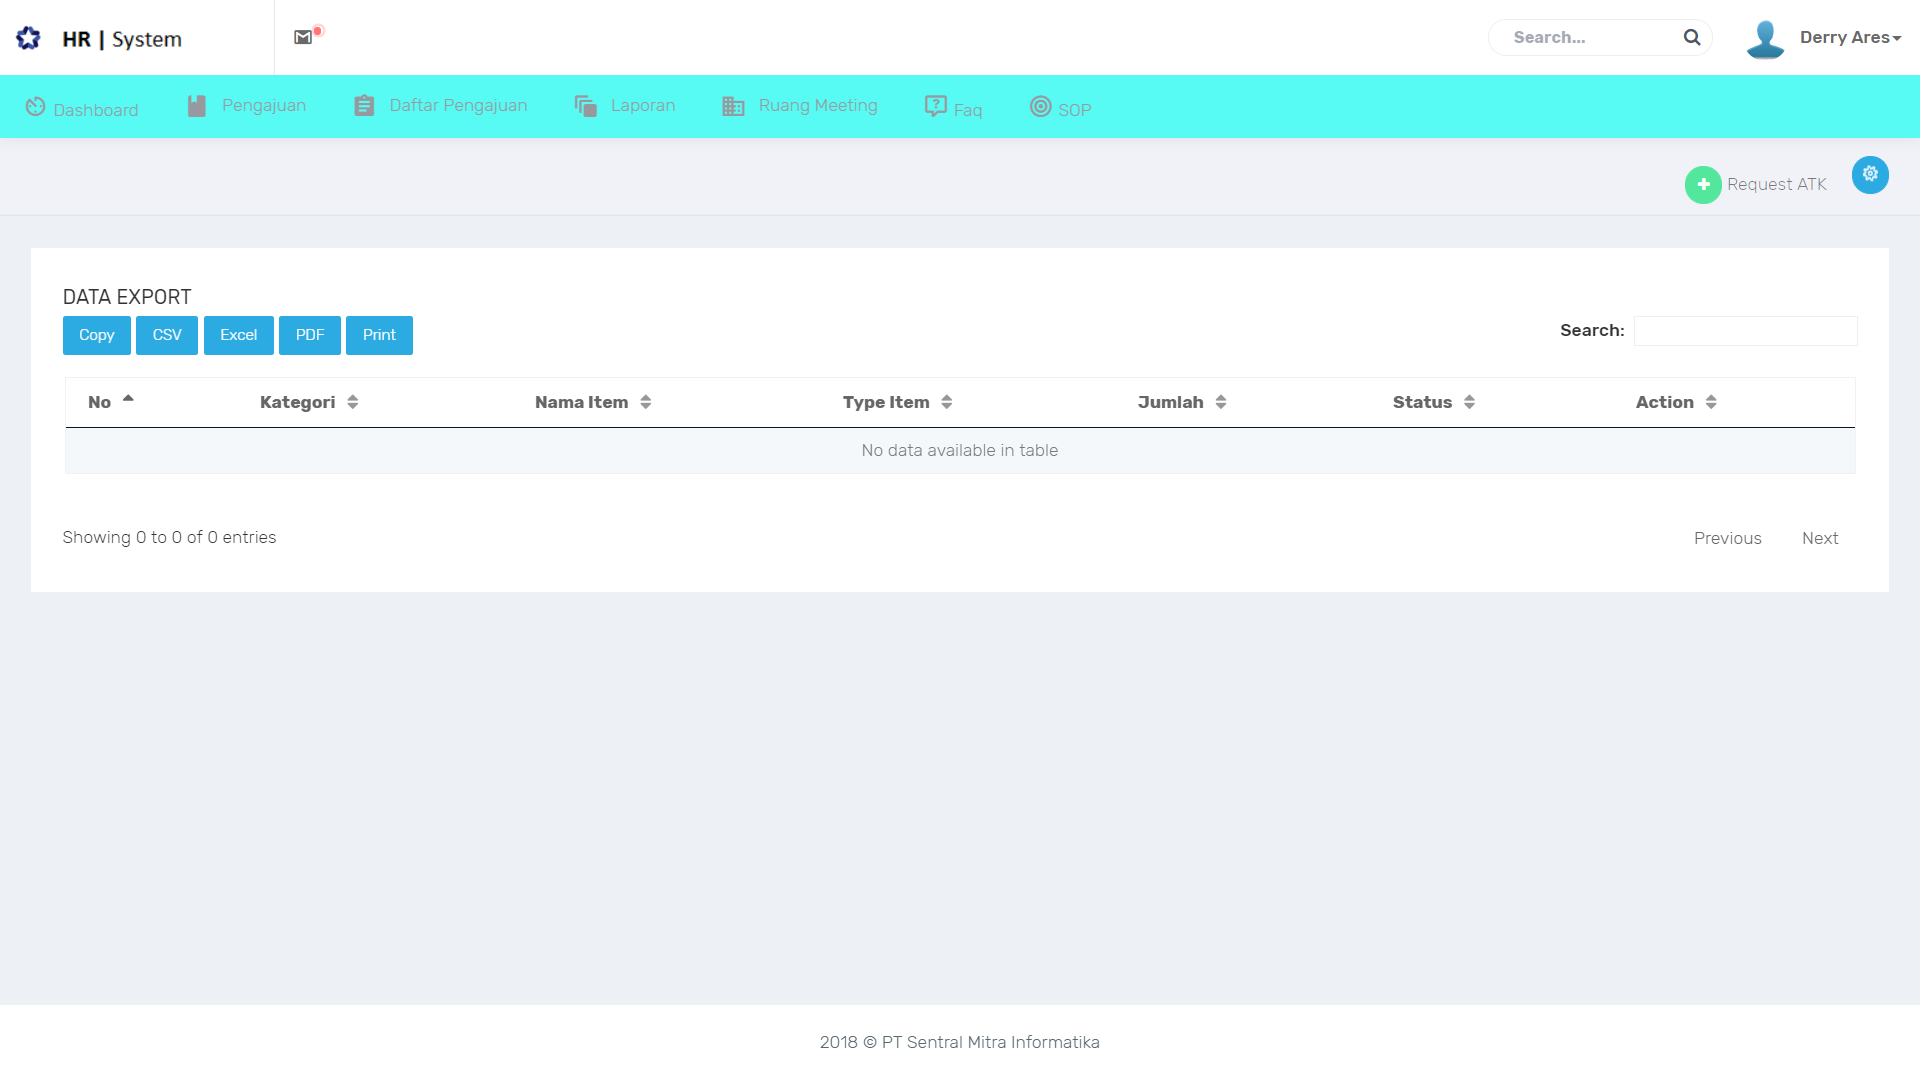 HR | System
Search...
Derry Ares
Dashboard
Pengajuan
Daftar Pengajuan
Laporan
Ruang Meeting
Faq
SOP
Request ATK
DATA EXPORT
Copy CSV Excel PDF Print
Search:
No Kategori Nama Item Type Item Jumlah Status Action
No data available in table
Showing 0 to 0 of 0 entries
Previous Next
2018 © PT Sentral Mitra Informatika